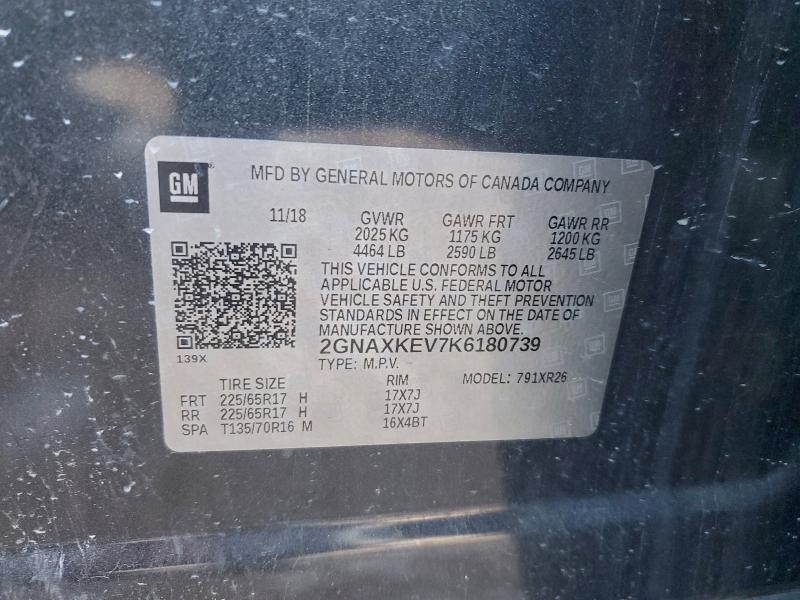 GM
MFD BY GENERAL MOTORS OF CANADA COMPANY
11/18 GVWR GAWR FRT GAWR RR
2025 KG 1175 KG 1200 KG
4464 LB 2590 LB 2645 LB
THIS VEHICLE CONFORMS TO ALL
APPLICABLE U.S. FEDERAL MOTOR
VEHICLE SAFETY AND THEFT PREVENTION
STANDARDS IN EFFECT ON THE DATE OF
MANUFACTURE SHOWN ABOVE.
139X
2GNAXKEV7K6180739
TYPE: M.P.V. MODEL: 791XR26
TIRE SIZE RIM
FRT 225/65R17 H 17X7J
RR 225/65R17 H 17X7J
SPA T135/70R16 M 16X4BT